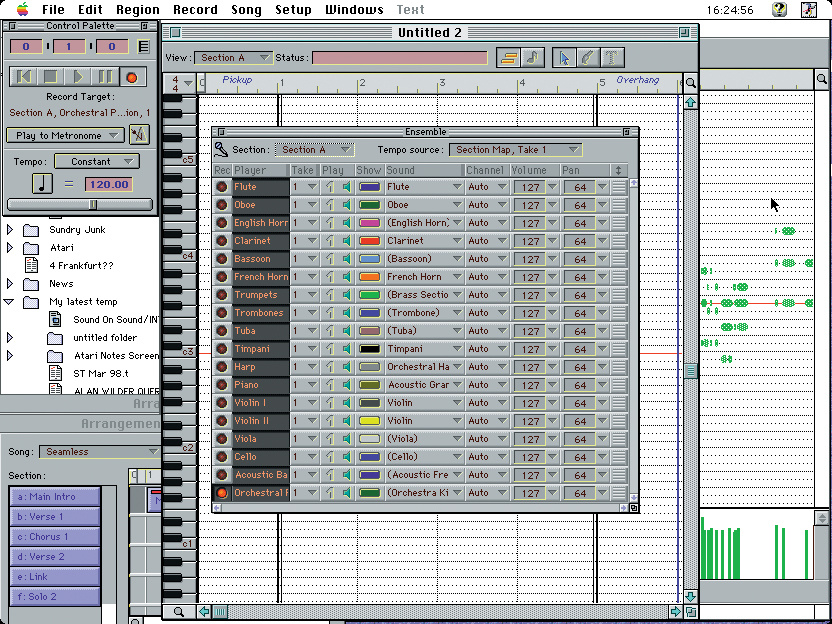 File Edit Region Record Song Setup Windows Text 16:24:56
Control Palette
0 1 0
Record Target:
Section A, Orchestral P...ion, 1
Play to Metronome
Tempo: Constant
= 120.00
Sundry Junk
Atari
4 Frankfurt??
News
My latest temp
Sound On Sound/IN
untitled folder
Atari Notes Screen
ST Mar 98.t
ALAN WILDER QUER
Arra
Arrangemen
Song: Seamless
Section:
1
a: Main Intro
b: Verse 1
c: Chorus 1
d: Verse 2
e: Link
f: Solo 2
Untitled 2
View: Section A Status:
4
4
Pickup 1 2 3 4 5 Overhang
c5
c4
c3
c2
c1
Ensemble
Section: Section A Tempo source: Section Map, Take 1
Rec Player Take Play Show Sound Channel Volume Pan
Flute 1 Flute Auto 127 64
Oboe 1 Oboe Auto 127 64
English Horn 1 (English Horn) Auto 127 64
Clarinet 1 Clarinet Auto 127 64
Bassoon 1 (Bassoon) Auto 127 64
French Horn 1 French Horn Auto 127 64
Trumpets 1 (Brass Sectio Auto 127 64
Trombones 1 (Trombone) Auto 127 64
Tuba 1 (Tuba) Auto 127 64
Timpani 1 Timpani Auto 127 64
Harp 1 Orchestral Ha Auto 127 64
Piano 1 Acoustic Gran Auto 127 64
Violin I 1 Violin Auto 127 64
Violin II 1 Violin Auto 127 64
Viola 1 (Viola) Auto 127 64
Cello 1 (Cello) Auto 127 64
Acoustic Ba 1 (Acoustic Fre Auto 127 64
Orchestral P 1 (Orchestra Ki Auto 127 64